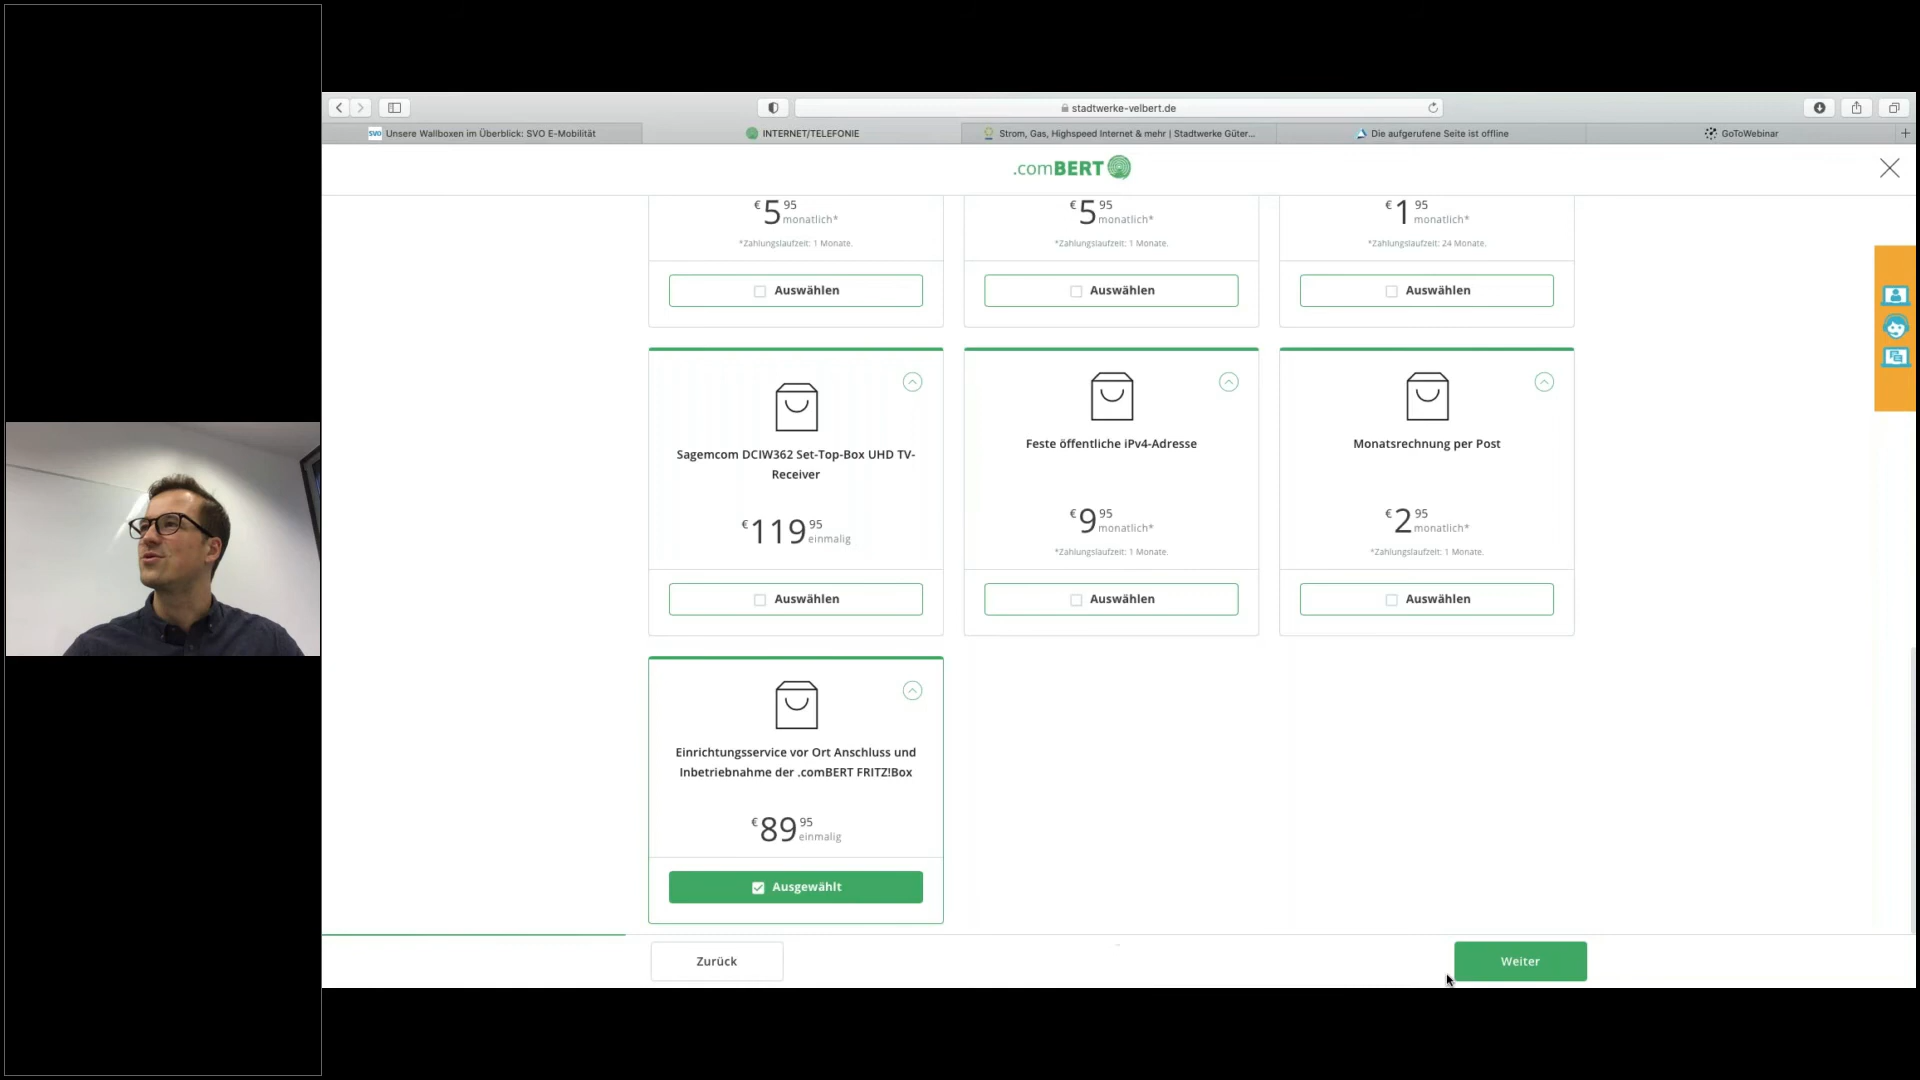 stadtwerke-velbert.de
SVO Unsere Wallboxen im Überblick: SVO E-Mobilität
INTERNET/TELEFONIE
Strom, Gas, Highspeed Internet & mehr | Stadtwerke Güter...
Die aufgerufene Seite ist offline
GoToWebinar
.comBERT
€ 5 95 monatlich*
*Zahlungslaufzeit: 1 Monate.
Auswählen
€ 5 95 monatlich*
*Zahlungslaufzeit: 1 Monate.
Auswählen
€ 1 95 monatlich*
*Zahlungslaufzeit: 24 Monate.
Auswählen
Sagemcom DCIW362 Set-Top-Box UHD TV-
Receiver
€ 119 95 einmalig
Auswählen
Feste öffentliche iPv4-Adresse
€ 9 95 monatlich*
*Zahlungslaufzeit: 1 Monate.
Auswählen
Monatsrechnung per Post
€ 2 95 monatlich*
*Zahlungslaufzeit: 1 Monate.
Auswählen
Einrichtungsservice vor Ort Anschluss und
Inbetriebnahme der .comBERT FRITZ!Box
€ 89 95 einmalig
Ausgewählt
Zurück
Weiter